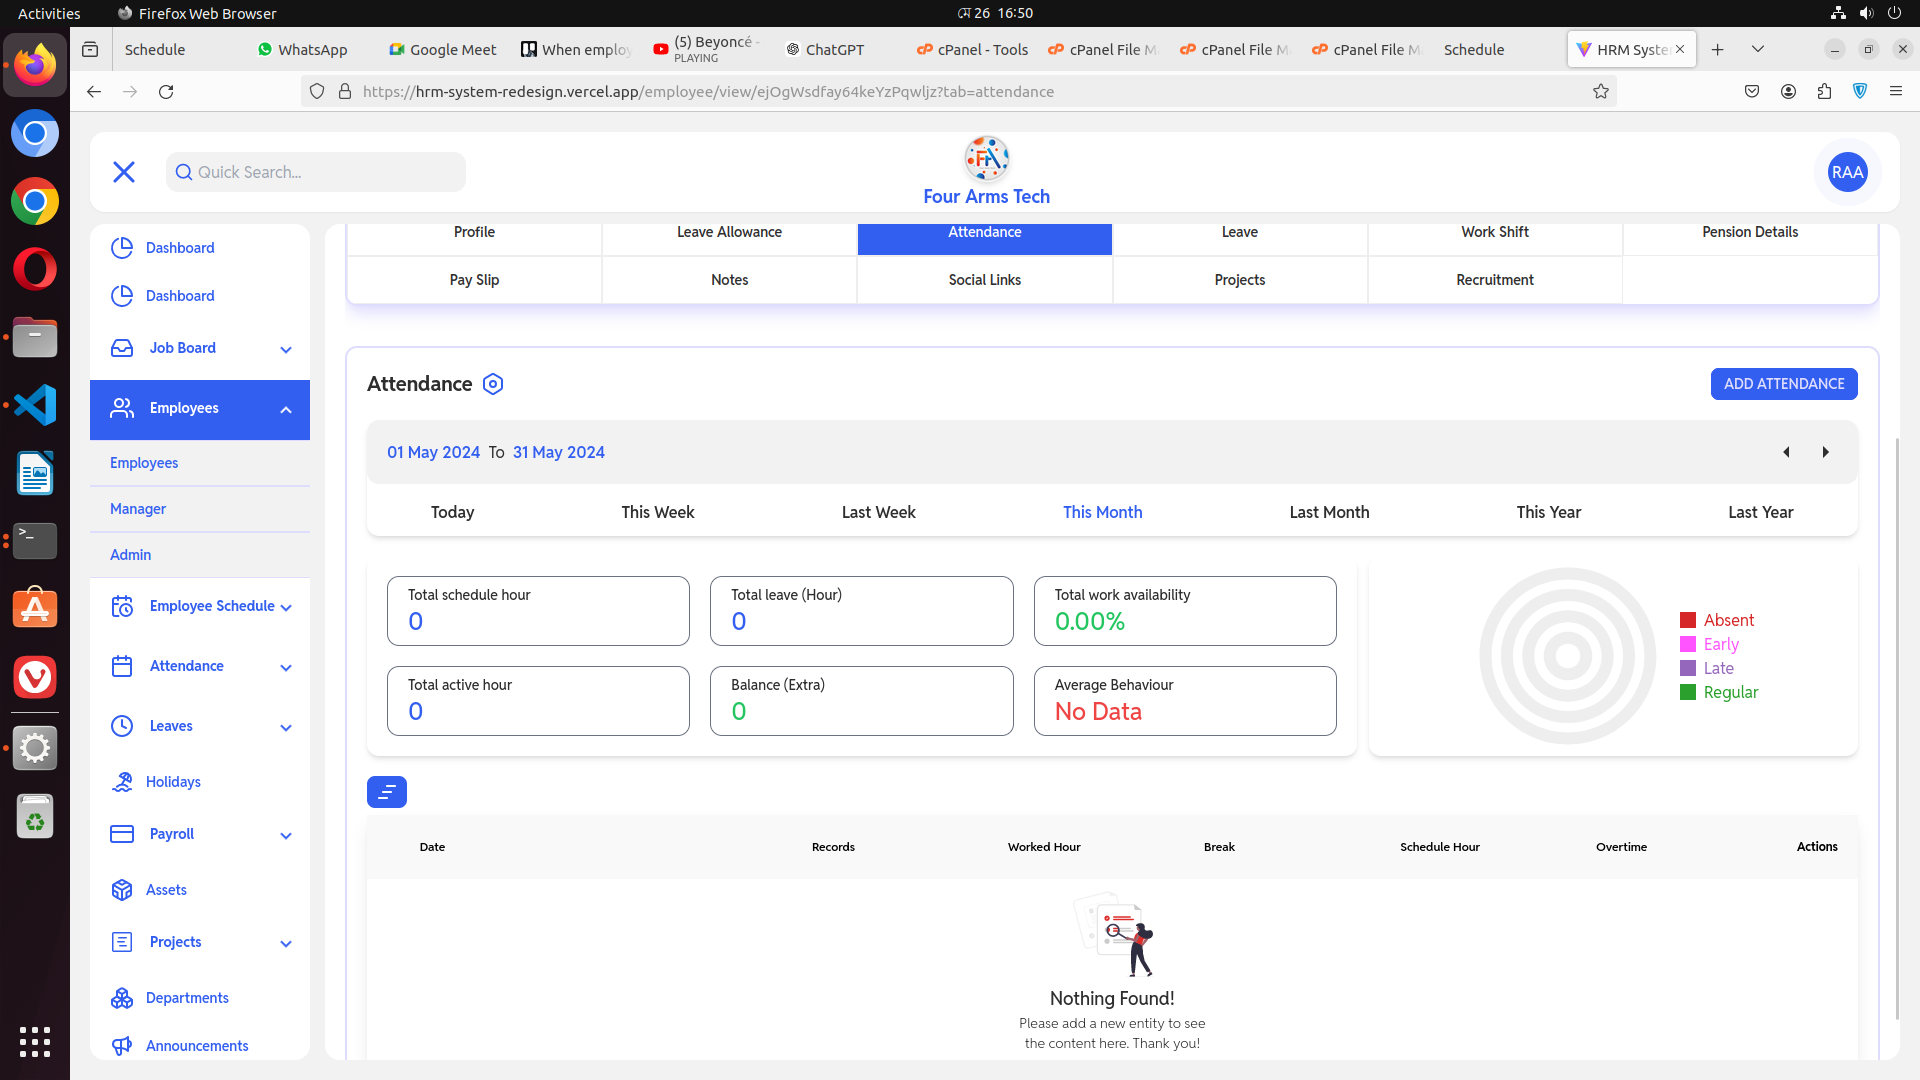 Activities
Firefox Web Browser
মে 26 16:50
Schedule
WhatsApp
Google Meet
When emplo
(5) Beyoncé -
PLAYING
ChatGPT
cPanel - Tools
cPanel File M
cPanel File M
cPanel File M
Schedule
HRM Syste
https://hrm-system-redesign.vercel.app/employee/view/ejOgWsdfay64keYzPqwljz?tab=attendance
Quick Search...
Four Arms Tech
RAA
Dashboard
Dashboard
Job Board
Employees
Employees
Manager
Admin
Employee Schedule
Attendance
Leaves
Holidays
Payroll
Assets
Projects
Departments
Announcements
Profile
Leave Allowance
Attendance
Leave
Work Shift
Pension Details
Pay Slip
Notes
Social Links
Projects
Recruitment
Attendance
ADD ATTENDANCE
01 May 2024 To 31 May 2024
Today
This Week
Last Week
This Month
Last Month
This Year
Last Year
Total schedule hour
0
Total leave (Hour)
0
Total work availability
0.00%
Total active hour
0
Balance (Extra)
0
Average Behaviour
No Data
Absent
Early
Late
Regular
Date
Records
Worked Hour
Break
Schedule Hour
Overtime
Actions
Nothing Found!
Please add a new entity to see
the content here. Thank you!